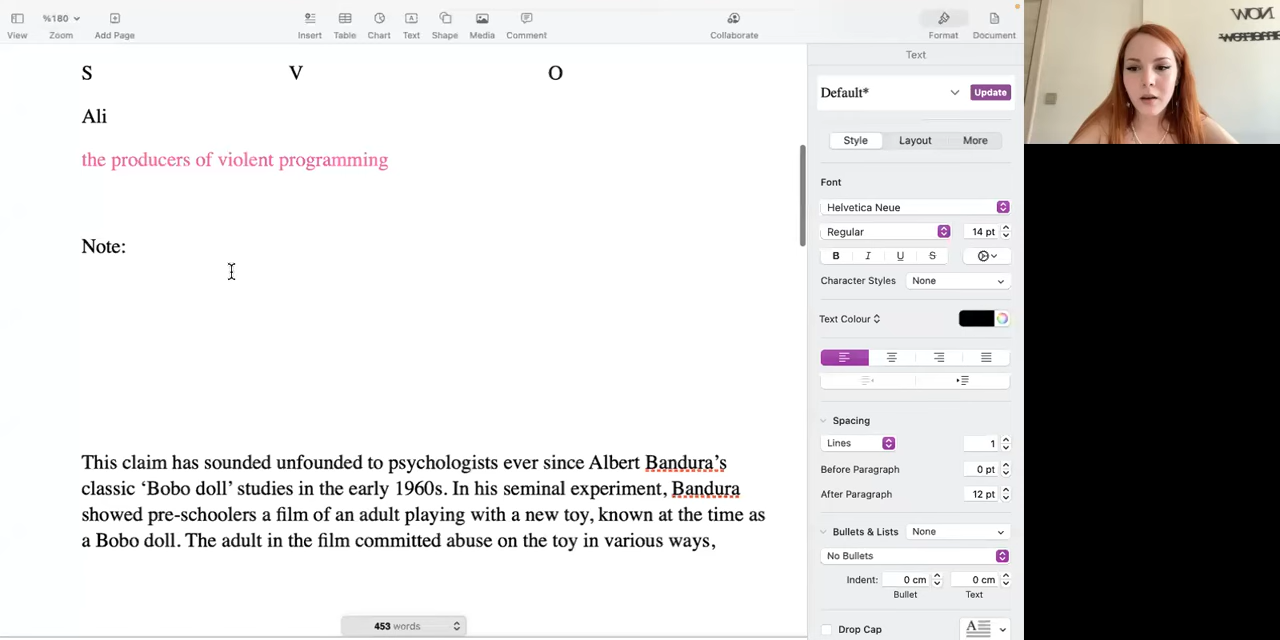 %180
View
Zoom
Add Page
Insert
Table
Chart
Text
Shape
Media
Comment
Collaborate
Format
Document
S V O
Ali
the producers of violent programming
Note:
This claim has sounded unfounded to psychologists ever since Albert Bandura's
classic ‘Bobo doll’ studies in the early 1960s. In his seminal experiment, Bandura
showed pre-schoolers a film of an adult playing with a new toy, known at the time as
a Bobo doll. The adult in the film committed abuse on the toy in various ways,
453 words
Text
Default*
Update
Style Layout More
Font
Helvetica Neue
Regular 14 pt
B I U S
Character Styles None
Text Colour
Spacing
Lines 1
Before Paragraph 0 pt
After Paragraph 12 pt
Bullets & Lists None
No Bullets
Indent: 0 cm 0 cm
Bullet Text
Drop Cap
A